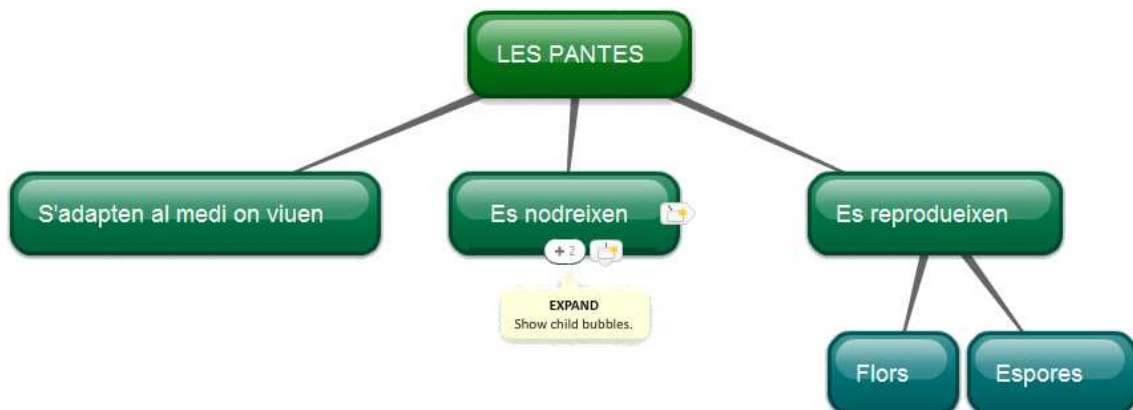 LES PANTES
S'adapten al medi on viuen
Es nodreixen
Es reprodueixen
+ 2
EXPAND
Show child bubbles.
Flors
Espores